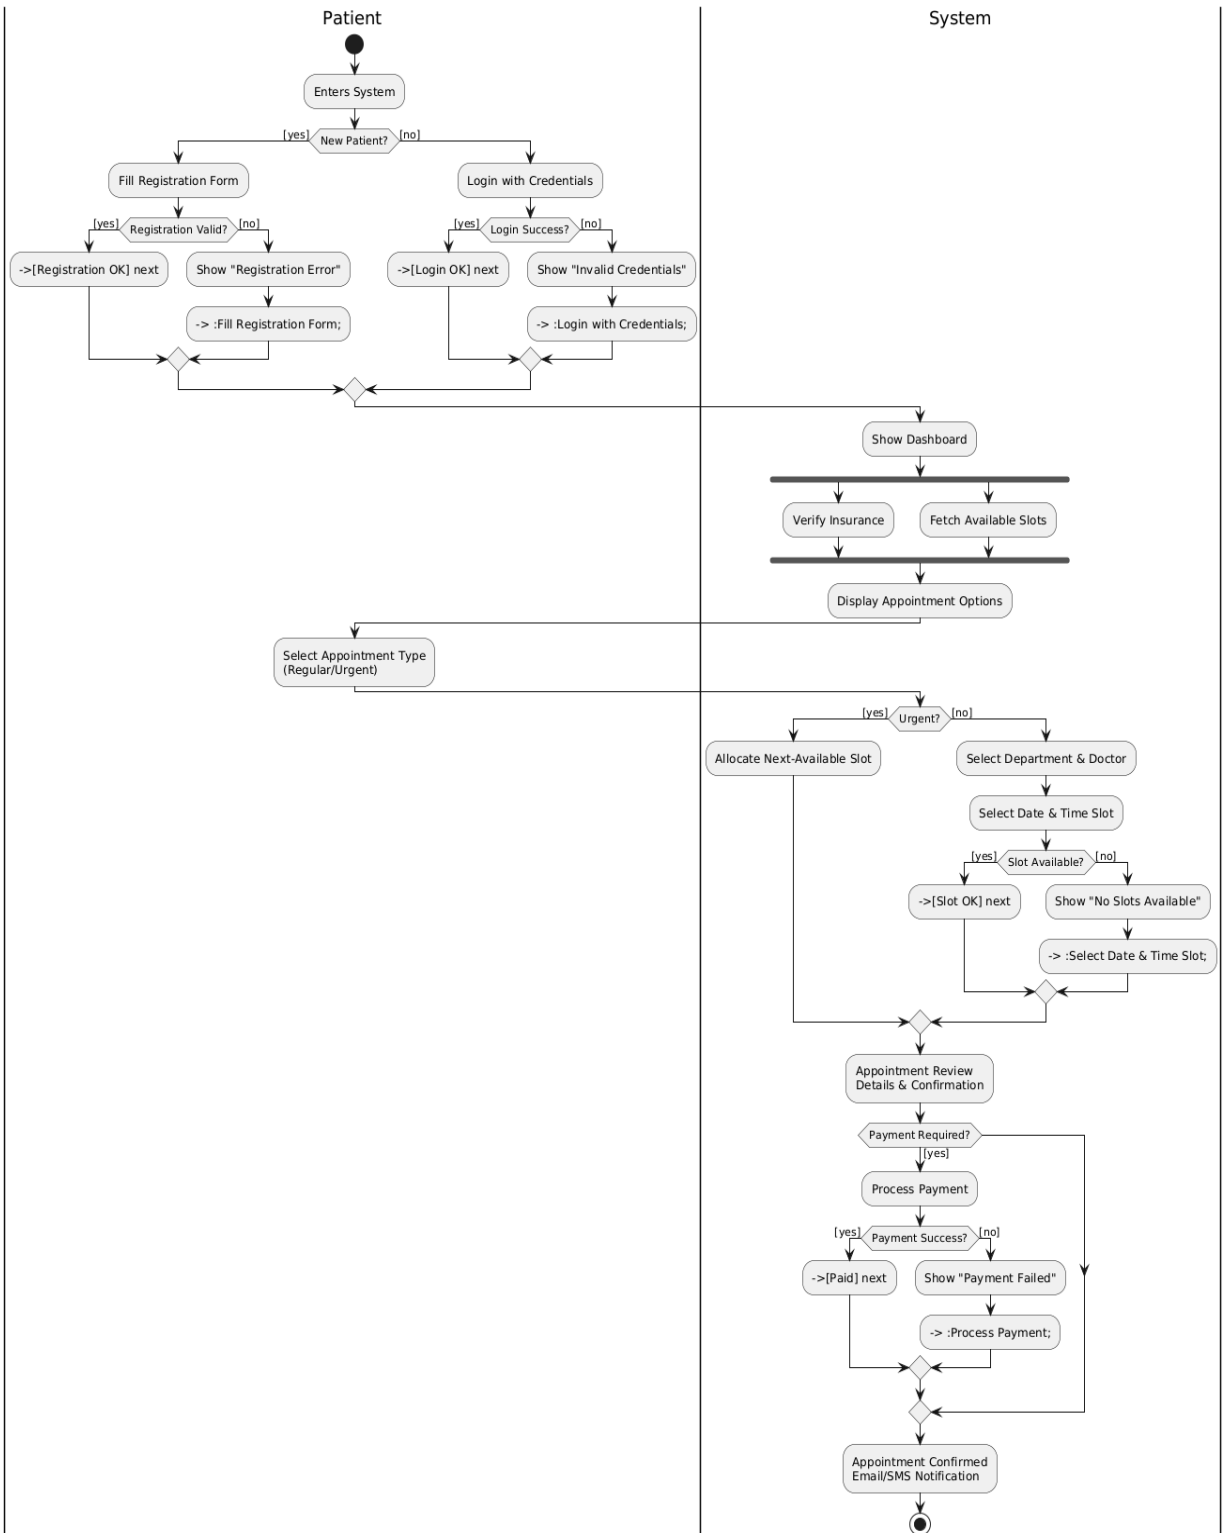 Patient
System
Enters System
[yes]
New Patient?
[no]
Fill Registration Form
Login with Credentials
[yes]
Registration Valid?
[no]
[yes]
Login Success?
[no]
->[Registration OK] next
Show "Registration Error"
->[Login OK] next
Show "Invalid Credentials"
-> :Fill Registration Form;
-> :Login with Credentials;
Show Dashboard
Verify Insurance
Fetch Available Slots
Display Appointment Options
Select Appointment Type
(Regular/Urgent)
[yes]
Urgent?
[no]
Allocate Next-Available Slot
Select Department & Doctor
Select Date & Time Slot
[yes]
Slot Available?
[no]
->[Slot OK] next
Show "No Slots Available"
-> :Select Date & Time Slot;
Appointment Review
Details & Confirmation
Payment Required?
[yes]
Process Payment
[yes]
Payment Success?
[no]
->[Paid] next
Show "Payment Failed"
-> :Process Payment;
Appointment Confirmed
Email/SMS Notification